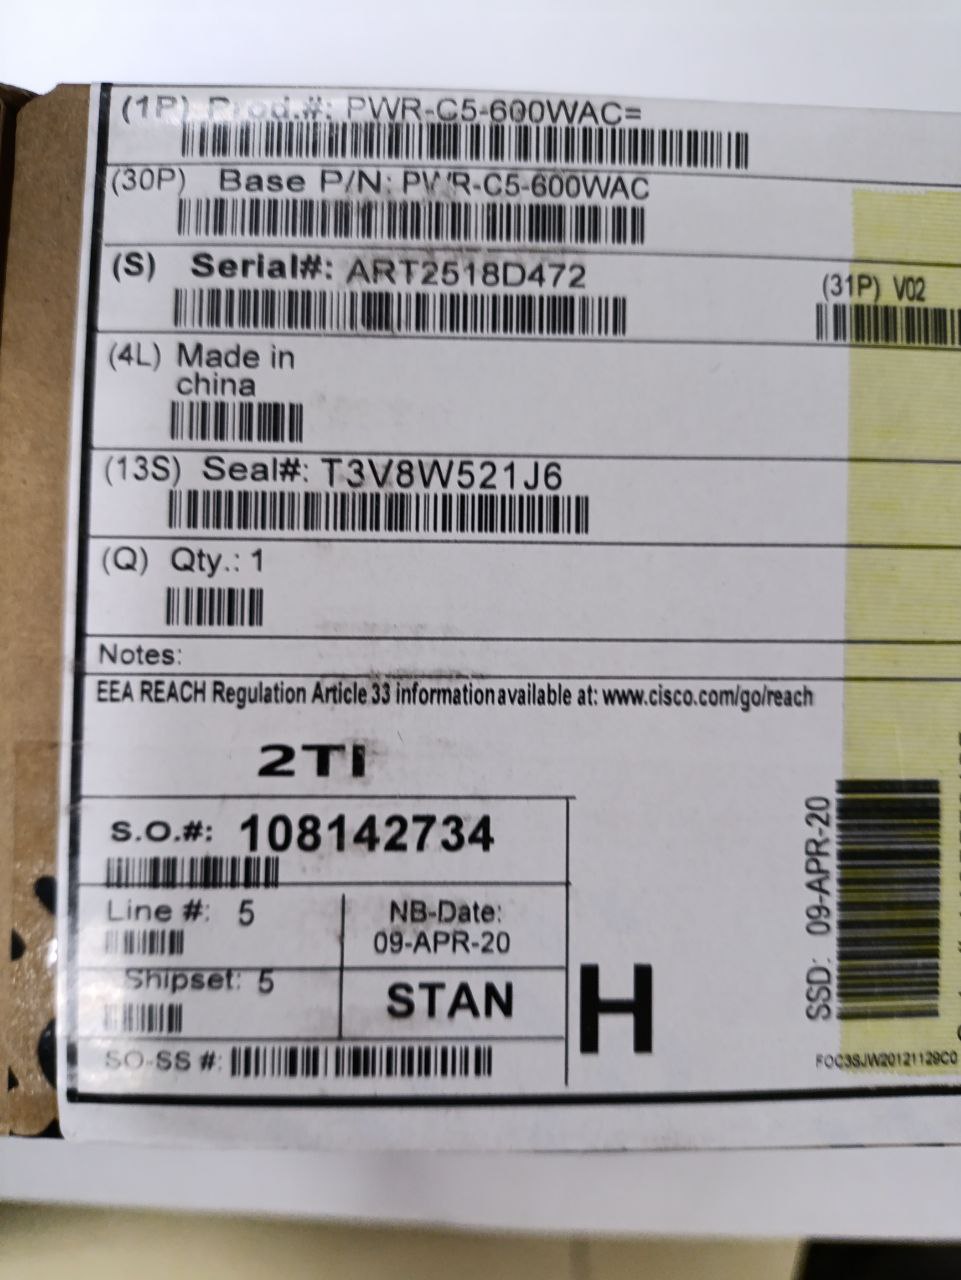 (1P) Prod.#: PWR-C5-600WAC=
(30P) Base P/N: PWR-C5-600WAC
(S) Serial#: ART2518D472
(31P) V02
(4L) Made in
china
(13S) Seal#: T3V8W521J6
(Q) Qty.: 1
Notes:
EEA REACH Regulation Article 33 information available at: www.cisco.com/go/reach
2TI
S.O.#: 108142734
Line #: 5
NB-Date:
09-APR-20
Shipset: 5
STAN
H
SO-SS #:
SSD: 09-APR-20
FOC3SJW20121129C0